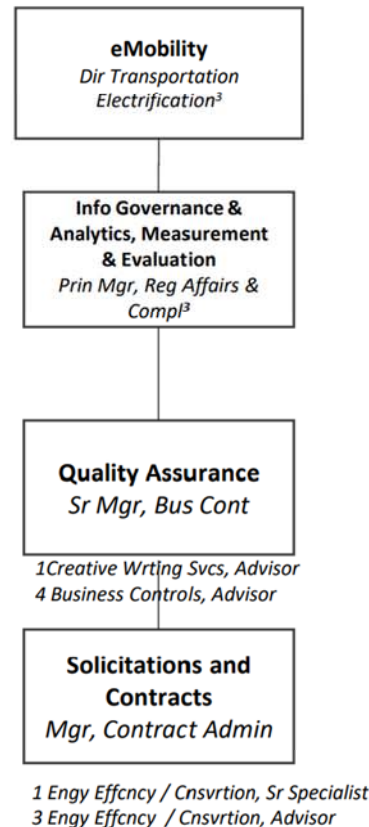 eMobility
Dir Transportation
Electrification³
Info Governance &
Analytics, Measurement
& Evaluation
Prin Mgr, Reg Affairs &
Compl³
Quality Assurance
Sr Mgr, Bus Cont
1Creative Wrtng Svcs, Advisor
4 Business Controls, Advisor
Solicitations and
Contracts
Mgr, Contract Admin
1 Engy Effcncy / Cnsvrtion, Sr Specialist
3 Engy Effcncy / Cnsvrtion, Advisor